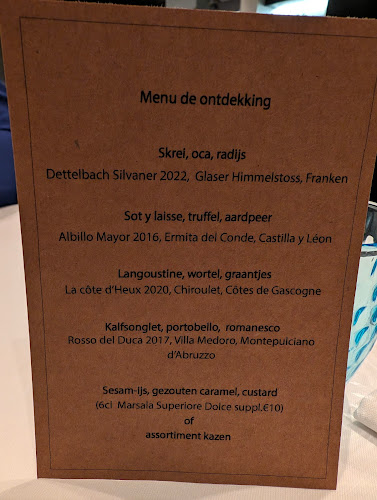 Menu de ontdekking
Skrei, oca, radijs
Dettelbach Silvaner 2022, Glaser Himmelstoss, Franken
Sot y laisse, truffel, aardpeer
Albillo Mayor 2016, Ermita del Conde, Castilla y Léon
Langoustine, wortel, graantjes
La côte d'Heux 2020, Chiroulet, Côtes de Gascogne
Kalfsonglet, portobello, romanesco
Rosso del Duca 2017, Villa Medoro, Montepulciano
d'Abruzzo
Sesam-ijs, gezouten caramel, custard
(6cl Marsala Superiore Dolce suppl.€10)
of
assortiment kazen